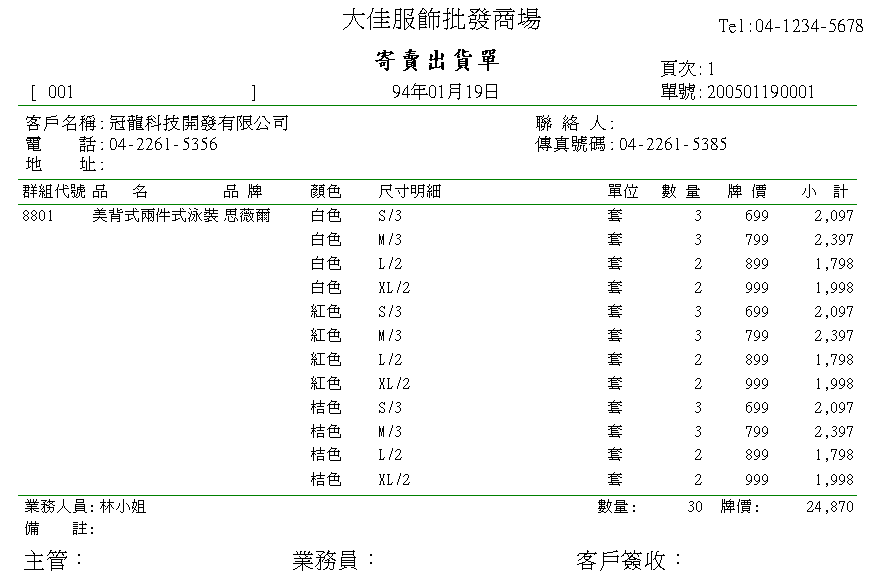 大佳服飾批發商場
Tel:04-1234-5678
寄賣出貨單
頁次:1
[ 001 ] 94年01月19日 單號:200501190001
客戶名稱:冠龍科技開發有限公司 聯 絡 人:
電 話:04-2261-5356 傳真號碼:04-2261-5385
地 址:
群組代號 品 名 品 牌 顏色 尺寸明細 單位 數 量 牌 價 小 計
8801 美背式兩件式泳裝 思薇爾 白色 S/3 套 3 699 2,097
白色 M/3 套 3 799 2,397
白色 L/2 套 2 899 1,798
白色 XL/2 套 2 999 1,998
紅色 S/3 套 3 699 2,097
紅色 M/3 套 3 799 2,397
紅色 L/2 套 2 899 1,798
紅色 XL/2 套 2 999 1,998
桔色 S/3 套 3 699 2,097
桔色 M/3 套 3 799 2,397
桔色 L/2 套 2 899 1,798
桔色 XL/2 套 2 999 1,998
業務人員:林小姐 數量: 30 牌價: 24,870
備 註:
主管： 業務員： 客戶簽收：